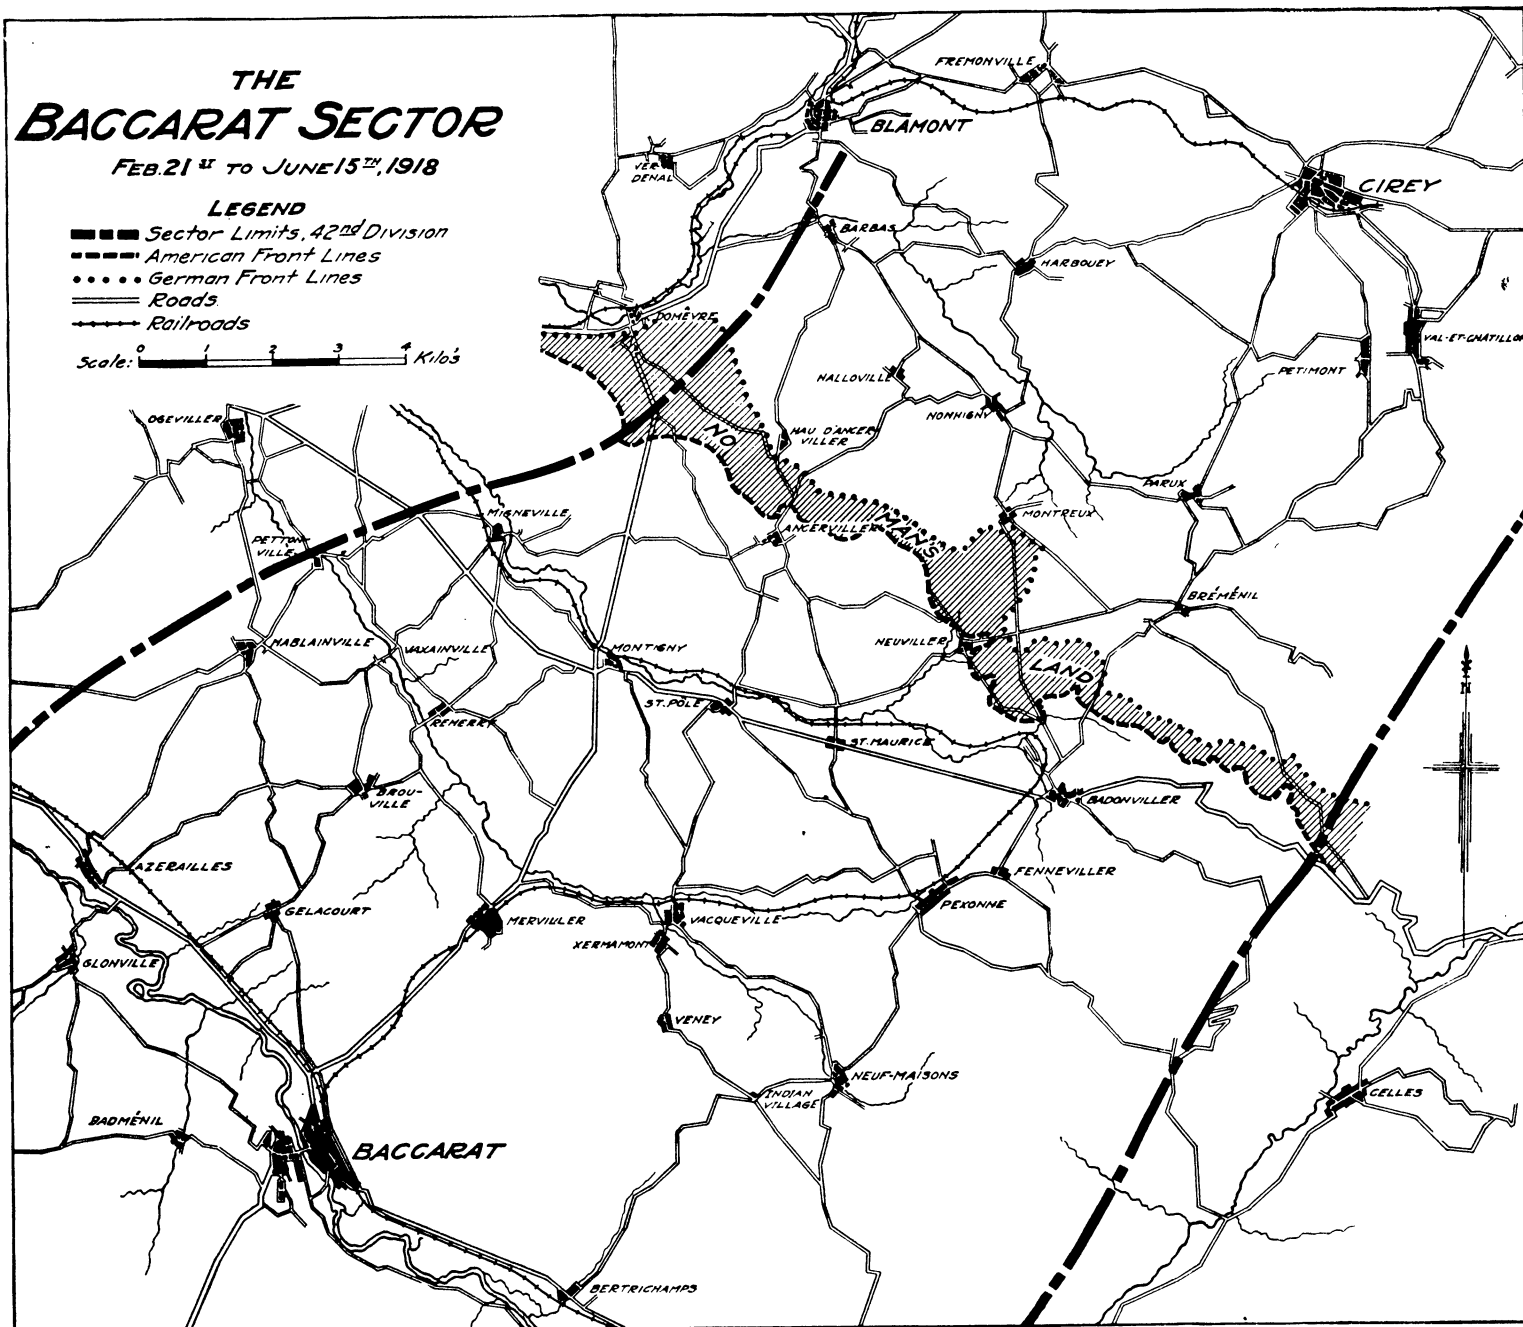 THE
BACCARAT SECTOR
FEB. 21 ST TO JUNE 15TH, 1918
LEGEND
Sector Limits, 42nd Division
American Front Lines
German Front Lines
Roads
Railroads
Scale: 0 1 2 3 4 Kilo's
FREMONVILLE
BLAMONT
VER-
DENAL
CIREY
BARBAS
HARBOUEY
DOMÈVRE
VAL-ET-CHÂTILLON
PETIMONT
HALLOVILLE
NONHIGNY
OGEVILLER
NO
HAU D'ANCER-
VILLER
PARUX
MIGNEVILLE
MANS
MONTREUX
ANCERVILLER
PETTON-
VILLE
BRÉMÉNIL
HABLAINVILLE
VAXAINVILLE
MONTIGNY
NEUVILLER
LAND
N
ST. POLE
REHERRY
ST. MAURICE
BROU-
VILLE
BADONVILLER
AZERAILLES
FENNEVILLER
GELACOURT
MERVILLER
VACQUEVILLE
PEXONNE
XERMAMONT
GLONVILLE
VENEY
NEUF-MAISONS
INDIAN
VILLAGE
CELLES
BADMÉNIL
BACCARAT
BERTRICHAMPS